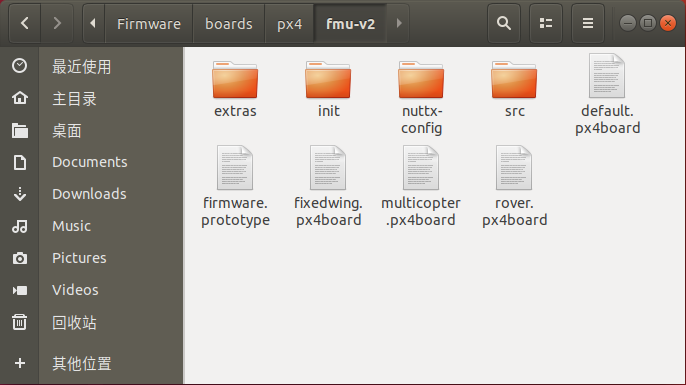 Firmware boards px4 fmu-v2
最近使用
主目录
桌面
Documents
Downloads
Music
Pictures
Videos
回收站
其他位置
extras
init
nuttx-
config
src
default.
px4board
firmware.
prototype
fixedwing.
px4board
multicopter
.px4board
rover.
px4board